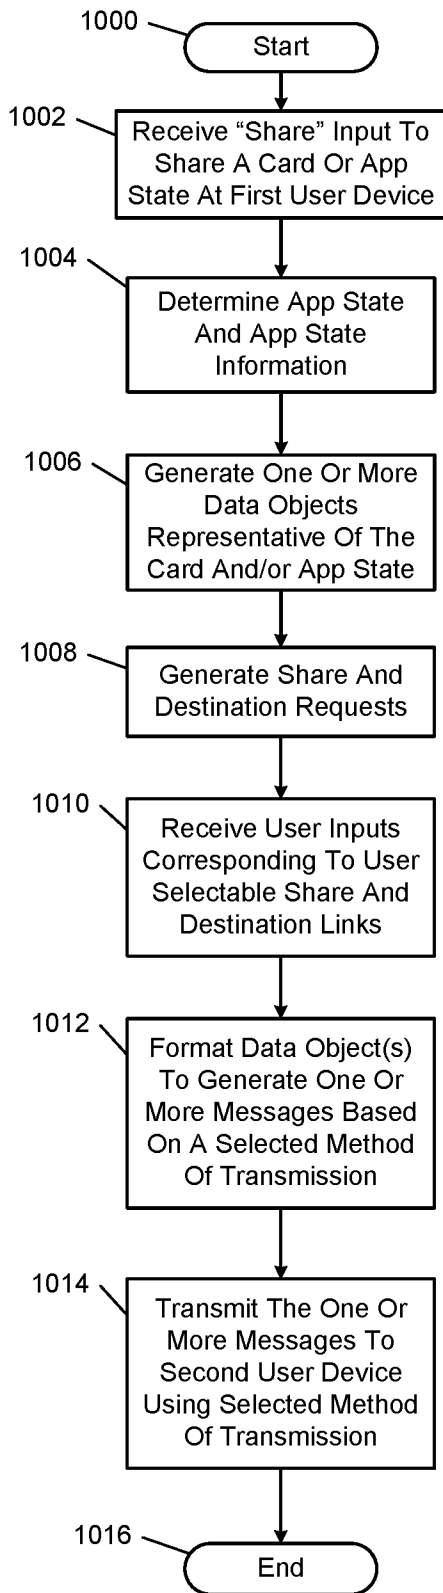 1000
Start
1002
Receive “Share” Input To
Share A Card Or App
State At First User Device
1004
Determine App State
And App State
Information
1006
Generate One Or More
Data Objects
Representative Of The
Card And/or App State
1008
Generate Share And
Destination Requests
1010
Receive User Inputs
Corresponding To User
Selectable Share And
Destination Links
1012
Format Data Object(s)
To Generate One Or
More Messages Based
On A Selected Method
Of Transmission
1014
Transmit The One Or
More Messages To
Second User Device
Using Selected Method
Of Transmission
1016
End